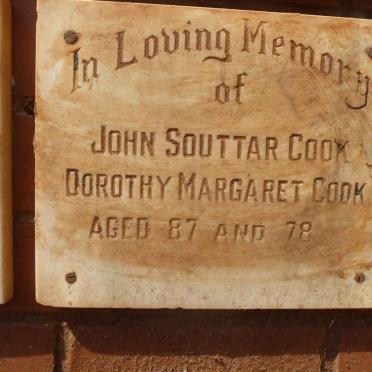 In Loving Memory
of
JOHN SOUTTAR COOK
DOROTHY MARGARET COOK
AGED 87 AND 78